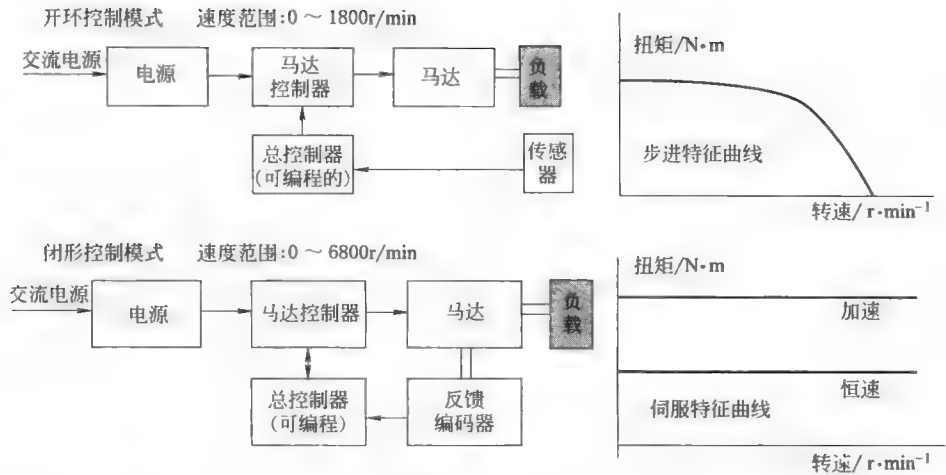 开环控制模式 速度范围:0～1800r/min
交流电源
电源
马达
控制器
马达
负
载
总控制器
(可编程的)
传感
器
扭矩/N·m
步进特征曲线
转速/r·min⁻¹
闭形控制模式 速度范围:0～6800r/min
交流电源
电源
马达控制器
马达
负
载
总控制器
(可编程)
反馈
编码器
扭矩/N·m
加速
恒速
伺服特征曲线
转速/r·min⁻¹